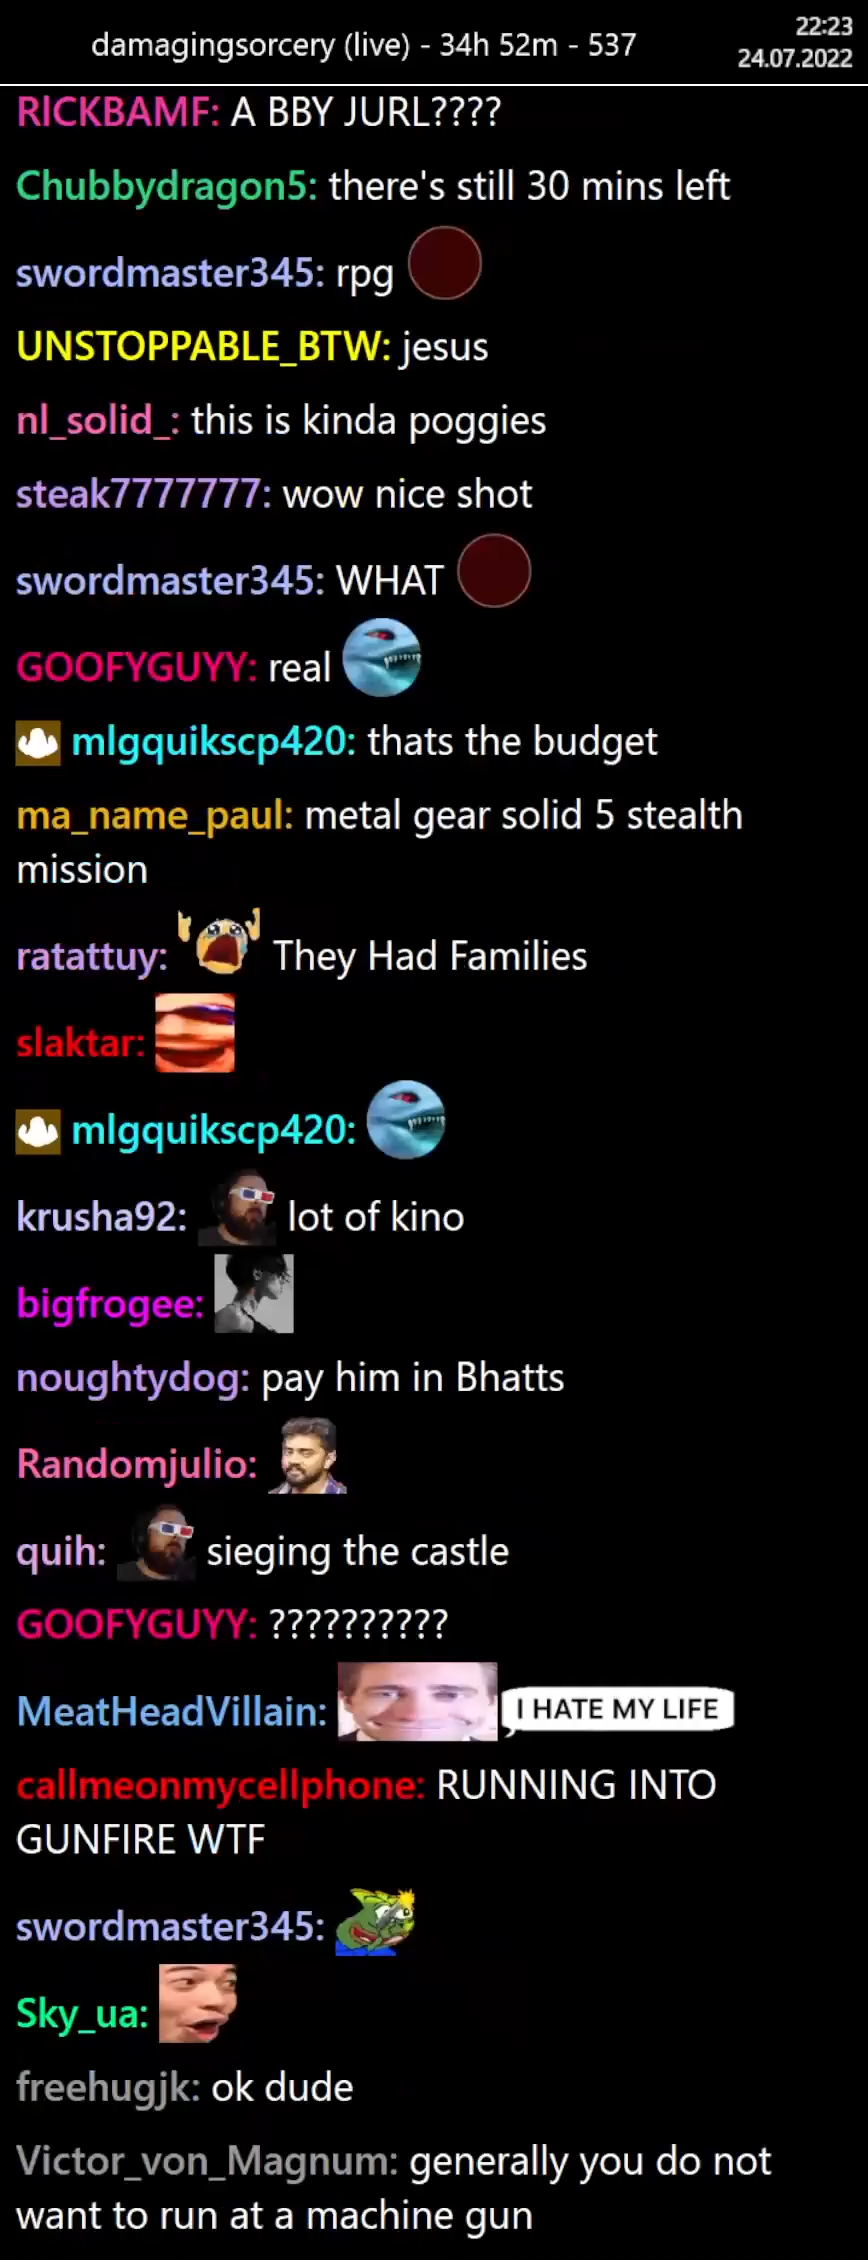 damagingsorcery (live) - 34h 52m - 537
22:23
24.07.2022
RICKBAMF: A BBY JURL????
Chubbydragon5: there's still 30 mins left
swordmaster345: rpg
UNSTOPPABLE_BTW: jesus
nl_solid_: this is kinda poggies
steak7777777: wow nice shot
swordmaster345: WHAT
GOOFYGUYY: real
mlgquikscp420: thats the budget
ma_name_paul: metal gear solid 5 stealth
mission
ratattuy: They Had Families
slaktar:
mlgquikscp420:
krusha92: lot of kino
bigfrogee:
noughtydog: pay him in Bhatts
Randomjulio:
quih: sieging the castle
GOOFYGUYY: ??????????
MeatHeadVillain: I HATE MY LIFE
callmeonmycellphone: RUNNING INTO
GUNFIRE WTF
swordmaster345:
Sky_ua:
freehugjk: ok dude
Victor_von_Magnum: generally you do not
want to run at a machine gun